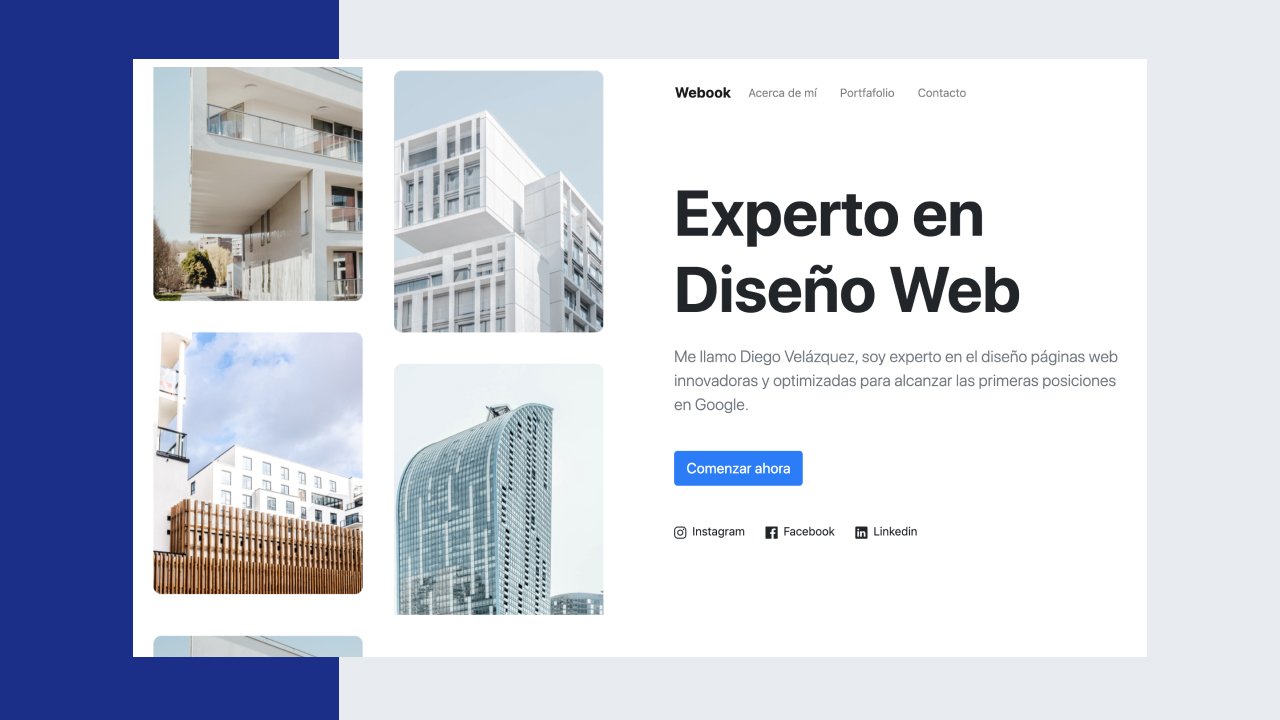 Webook Acerca de mí Portfafolio Contacto
Experto en
Diseño Web
Me llamo Diego Velázquez, soy experto en el diseño páginas web
innovadoras y optimizadas para alcanzar las primeras posiciones
en Google.
Comenzar ahora
Instagram Facebook Linkedin